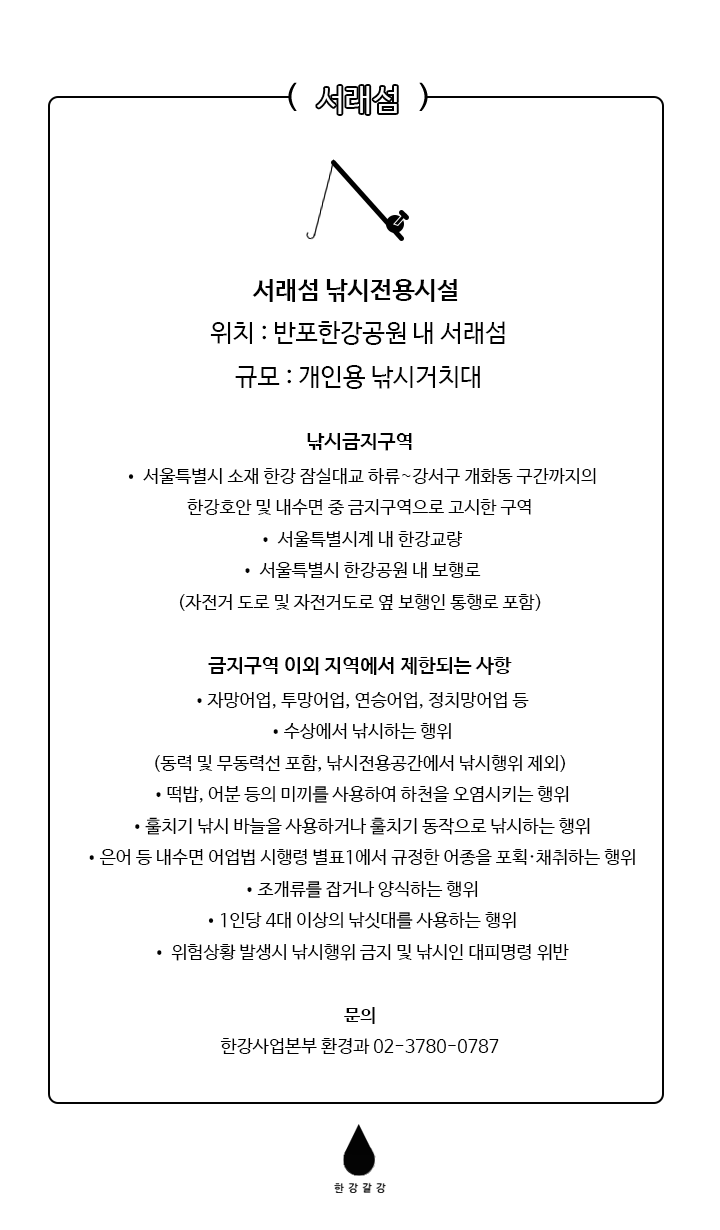 ( 서래섬 )
서래섬 낚시전용시설
위치 : 반포한강공원 내 서래섬
규모 : 개인용 낚시거치대
낚시금지구역
• 서울특별시 소재 한강 잠실대교 하류~강서구 개화동 구간까지의
한강호안 및 내수면 중 금지구역으로 고시한 구역
• 서울특별시계 내 한강교량
• 서울특별시 한강공원 내 보행로
(자전거 도로 및 자전거도로 옆 보행인 통행로 포함)
금지구역 이외 지역에서 제한되는 사항
• 자망어업, 투망어업, 연승어업, 정치망어업 등
• 수상에서 낚시하는 행위
(동력 및 무동력선 포함, 낚시전용공간에서 낚시행위 제외)
• 떡밥, 어분 등의 미끼를 사용하여 하천을 오염시키는 행위
• 훌치기 낚시 바늘을 사용하거나 훌치기 동작으로 낚시하는 행위
• 은어 등 내수면 어업법 시행령 별표1에서 규정한 어종을 포획·채취하는 행위
• 조개류를 잡거나 양식하는 행위
• 1인당 4대 이상의 낚싯대를 사용하는 행위
• 위험상황 발생시 낚시행위 금지 및 낚시인 대피명령 위반
문의
한강사업본부 환경과 02-3780-0787
한강갈강